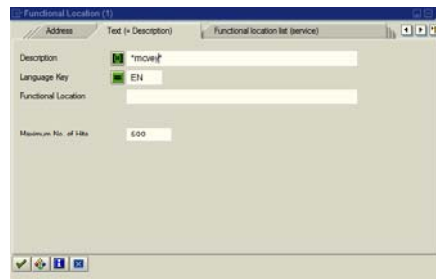 Functional Location (1)
Address Text (= Description) Functional location list (service)
Description
Language Key EN
Functional Location
Maximum No. of Hits 500